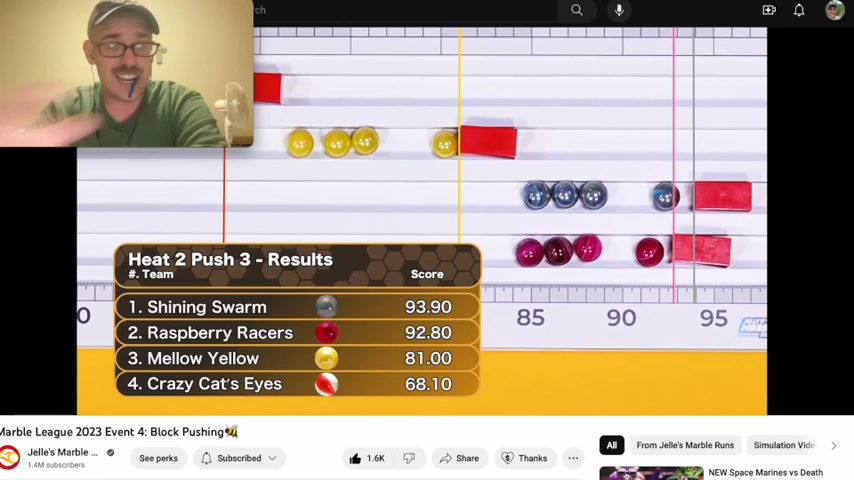 arch
Heat 2 Push 3 - Results
#. Team Score
1. Shining Swarm 93.90
2. Raspberry Racers 92.80
3. Mellow Yellow 81.00
4. Crazy Cat's Eyes 68.10
0 85 90 95
Marble League 2023 Event 4: Block Pushing
Jelle's Marble ...
1.4M subscribers
See perks
Subscribed
1.6K
Share
Thanks
All
From Jelle's Marble Runs
Simulation Vide
NEW Space Marines vs Death